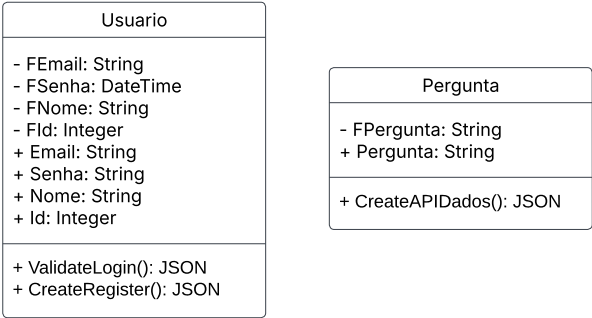 Usuario
- FEmail: String
- FSenha: DateTime
- FNome: String
- FId: Integer
+ Email: String
+ Senha: String
+ Nome: String
+ Id: Integer
+ ValidateLogin(): JSON
+ CreateRegister(): JSON
Pergunta
- FPergunta: String
+ Pergunta: String
+ CreateAPIDados(): JSON